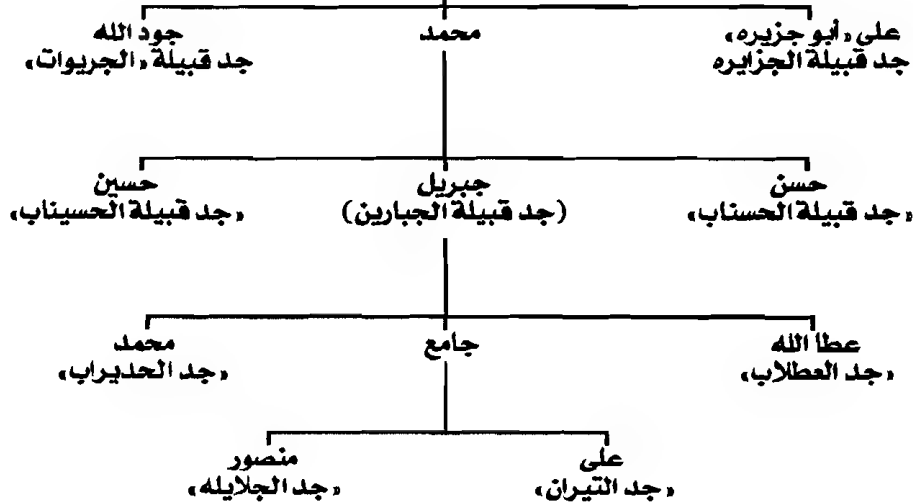 على «أبو جزيره» محمد جود الله
جد قبيلة الجزايره جد قبيلة «الجريوات»
حسن جبريل حسين
«جد قبيلة الحسناب» (جد قبيلة الجبارين) «جد قبيلة الحسيناب»
عطا الله جامع محمد
«جد العطلاب» «جد الحديراب»
على منصور
«جد التيران» «جد الجلايله»